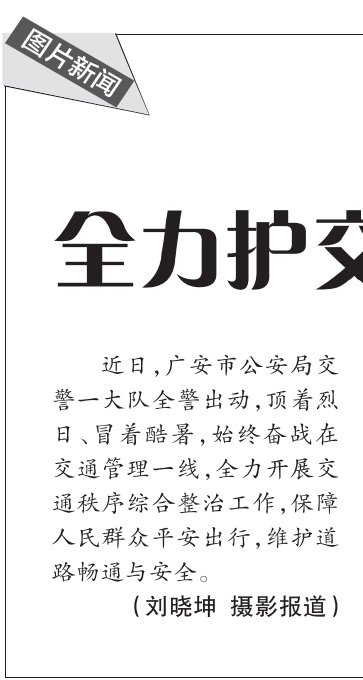 图片新闻
全力护交
近日，广安市公安局交
警一大队全警出动，顶着烈
日、冒着酷暑，始终奋战在
交通管理一线，全力开展交
通秩序综合整治工作，保障
人民群众平安出行，维护道
路畅通与安全。
（刘晓坤 摄影报道）